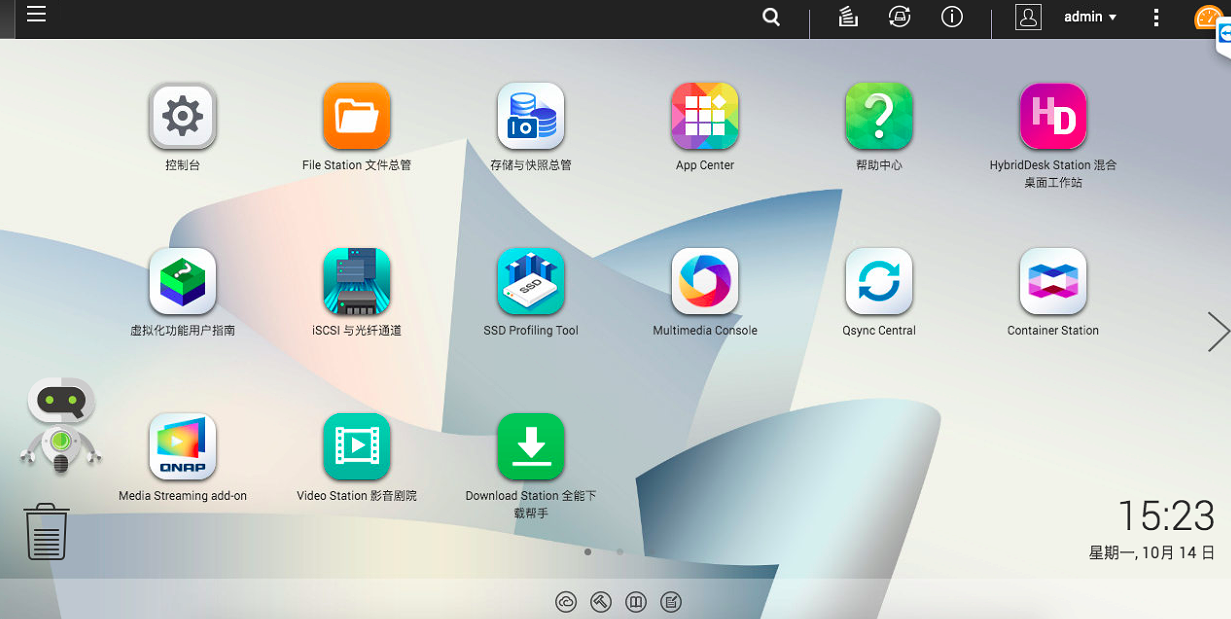 admin
控制台
File Station 文件总管
存储与快照总管
App Center
帮助中心
HybridDesk Station 混合
桌面工作站
HD
虚拟化功能用户指南
iSCSI 与光纤通道
SSD
SSD Profiling Tool
Multimedia Console
Qsync Central
Container Station
QNAP
Media Streaming add-on
Video Station 影音剧院
Download Station 全能下
载帮手
15:23
星期一, 10月 14 日